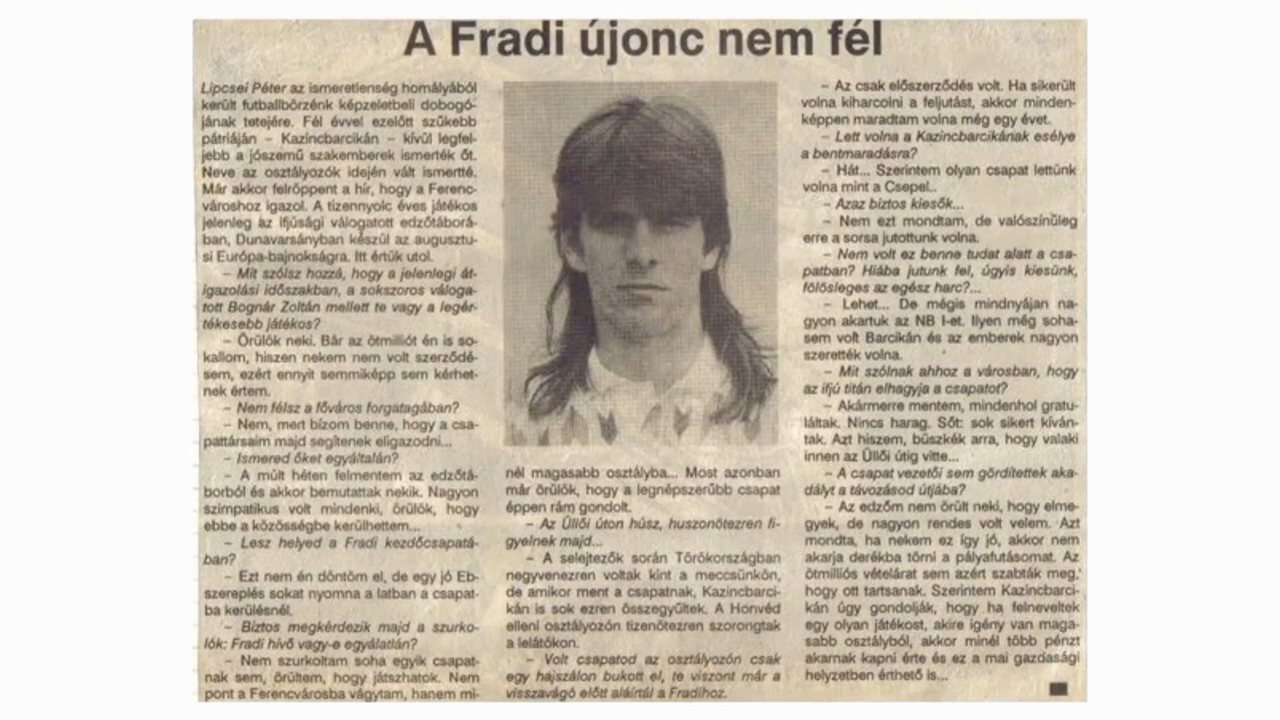 A Fradi újonc nem fél
Lipcsei Péter az ismeretlenség homályából
került futballbörzénk képzeletbeli dobogó-
jának tetejére. Fél évvel ezelőtt szűkebb
pátriáján – Kazincbarcikán – kívül legfel-
jebb a jószemű szakemberek ismerték őt.
Neve az osztályozók idején vált ismertté.
Már akkor felröppent a hír, hogy a Ferenc-
városhoz igazol. A tizennyolc éves játékos
jelenleg az ifjúsági válogatott edzőtáborá-
ban, Dunavarsányban készül az augusztu-
si Európa-bajnokságra. Itt értük utol.
– Mit szólsz hozzá, hogy a jelenlegi át-
igazolási időszakban, a sokszoros váloga-
tott Bognár Zoltán mellett te vagy a legér-
tékesebb játékos?
– Örülök neki. Bár az ötmilliót én is so-
kallom, hiszen nekem nem volt szerződé-
sem, ezért ennyit semmiképp sem kérhet-
nek értem.
– Nem félsz a főváros forgatagában?
– Nem, mert bízom benne, hogy a csa-
pattársaim majd segítenek eligazodni...
– Ismered őket egyáltalán?
– A múlt héten felmentem az edzőtá-
borból és akkor bemutattak nekik. Nagyon
szimpatikus volt mindenki, örülök, hogy
ebbe a közösségbe kerülhettem...
– Lesz helyed a Fradi kezdőcsapatá-
ban?
– Ezt nem én döntöm el, de egy jó Eb-
szereplés sokat nyomna a latban a csapat-
ba kerülésnél.
– Biztos megkérdezik majd a szurko-
lók: Fradi hívő vagy-e egyálatlán?
– Nem szurkoltam soha egyik csapat-
nak sem, örültem, hogy játszhatok. Nem
pont a Ferencvárosba vágytam, hanem mi-
nél magasabb osztályba... Most azonban
már örülök, hogy a legnépszerűbb csapat
éppen rám gondolt.
– Az Üllői úton húsz, huszonötezren fi-
gyelnek majd...
– A selejtezők során Törökországban
negyvenezren voltak kint a meccsünkön,
de amikor ment a csapatnak, Kazincbarci-
kán is sok ezren összegyűltek. A Honvéd
elleni osztályozón tizenötezren szorongtak
a lelátókon.
– Volt csapatod az osztályozón csak
egy hajszálon bukott el, te viszont már a
visszavágó előtt aláírtál a Fradihoz.
– Az csak előszerződés volt. Ha sikerült
volna kiharcolni a feljutást, akkor minden-
képpen maradtam volna még egy évet.
– Lett volna a Kazincbarcikának esélye
a bentmaradásra?
– Hát... Szerintem olyan csapat lettünk
volna mint a Csepel..
– Azaz biztos kiesők...
– Nem ezt mondtam, de valószínűleg
erre a sorsa jutottunk volna.
– Nem volt ez benne tudat alatt a csa-
patban? Hiába jutunk fel, úgyis kiesünk,
fölösleges az egész harc?...
– Lehet... De mégis mindnyájan na-
gyon akartuk az NB I-et. Ilyen még soha-
sem volt Barcikán és az emberek nagyon
szerették volna.
– Mit szólnak ahhoz a városban, hogy
az ifjú titán elhagyja a csapatot?
– Akármerre mentem, mindenhol gratu-
láltak. Nincs harag. Sőt: sok sikert kíván-
tak. Azt hiszem, büszkék arra, hogy valaki
innen az Üllői útig vitte...
– A csapat vezetői sem gördítettek aka-
dályt a távozásod útjába?
– Az edzőm nem örült neki, hogy elme-
gyek, de nagyon rendes volt velem. Azt
mondta, ha nekem ez így jó, akkor nem
akarja derékba törni a pályafutásomat. Az
ötmilliós vételárat sem azért szabták meg,
hogy ott tartsanak. Szerintem Kazincbarci-
kán úgy gondolják, hogy ha felneveltek
egy olyan játékost, akire igény van maga-
sabb osztályból, akkor minél több pénzt
akarnak kapni érte és ez a mai gazdasági
helyzetben érthető is...